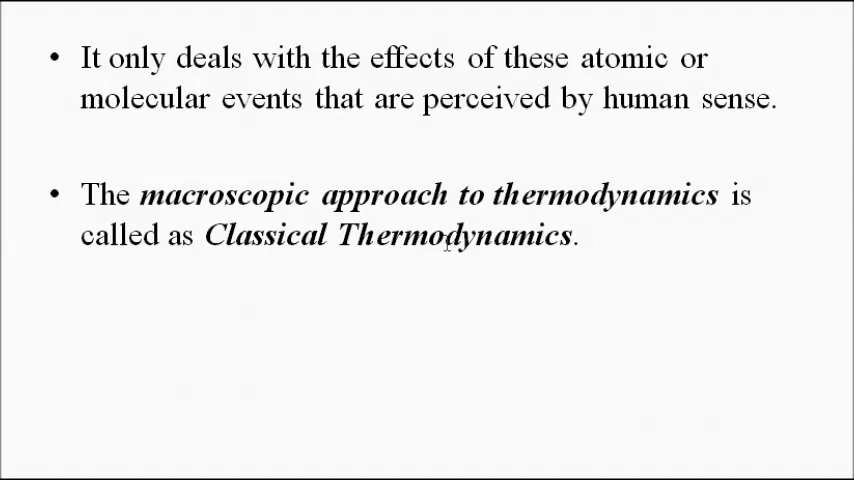 • It only deals with the effects of these atomic or
molecular events that are perceived by human sense.
• The macroscopic approach to thermodynamics is
called as Classical Thermodynamics.